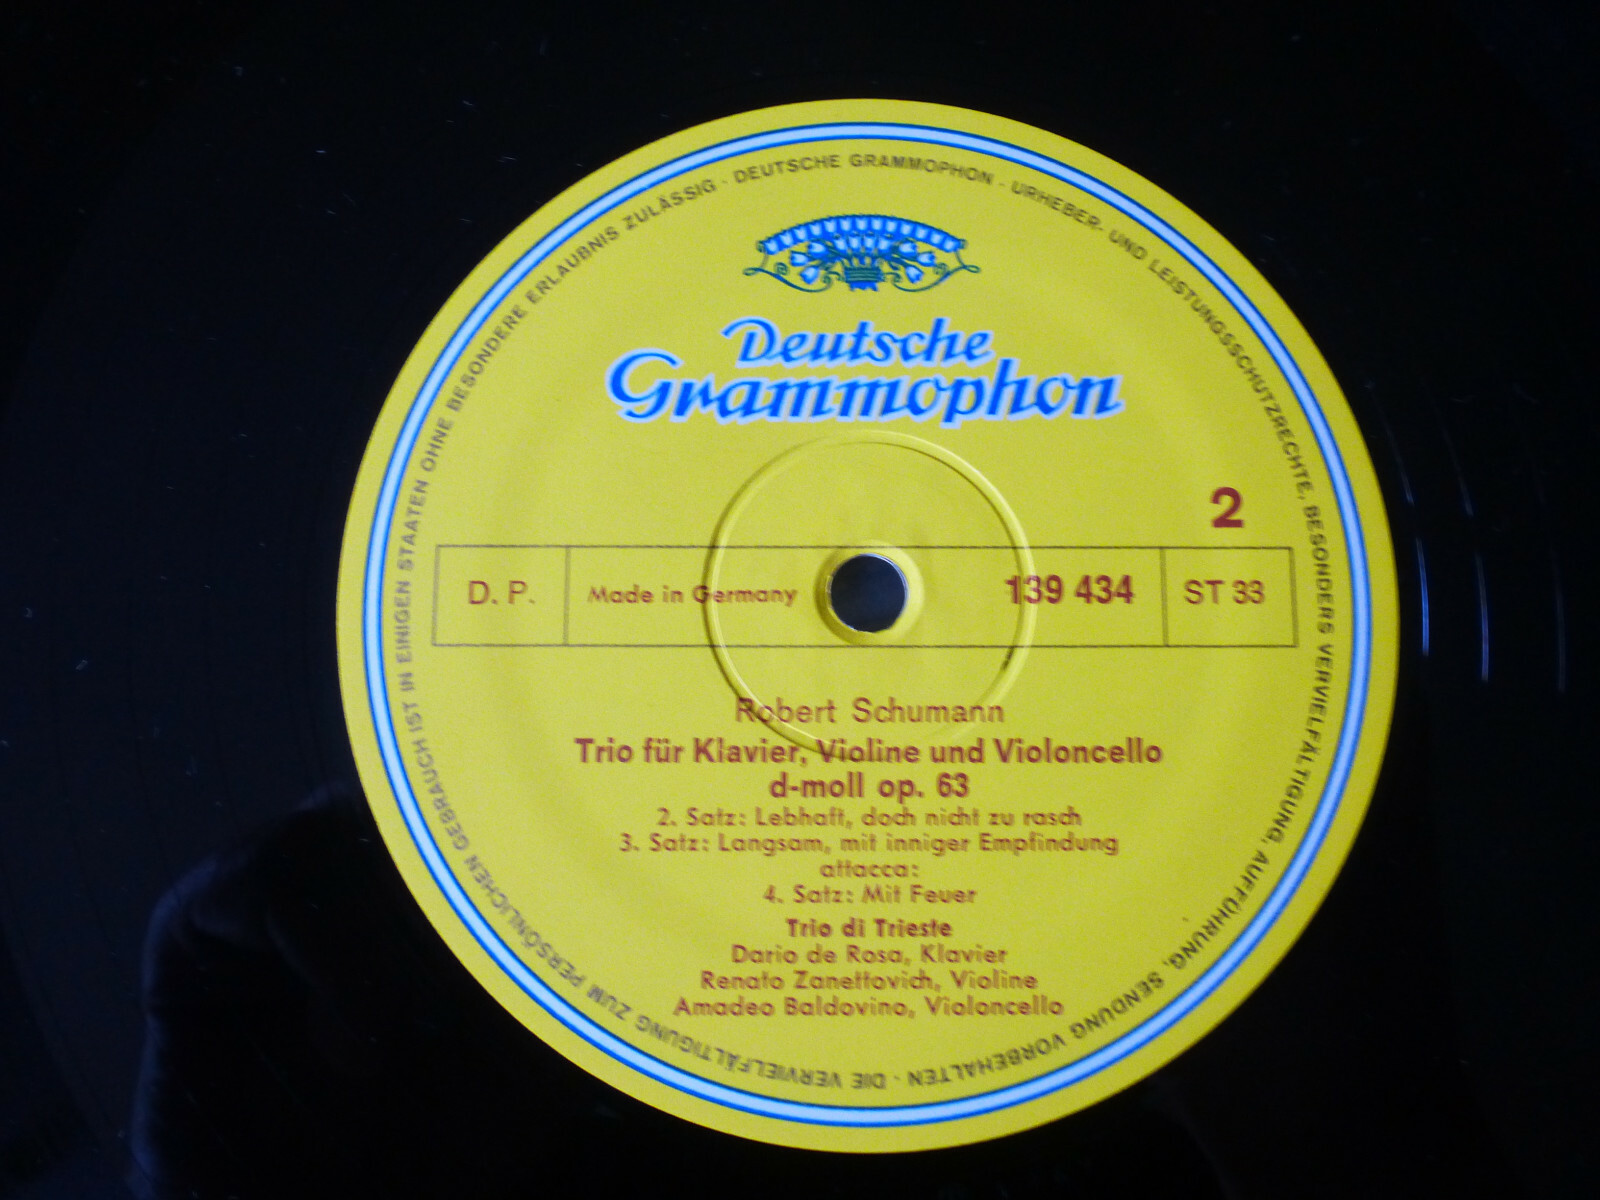 DEUTSCHE GRAMMOPHON · URHEBER- UND LEISTUNGSSCHUTZRECHTE, BESONDERS VERVIELFÄLTIGUNG, AUFFÜHRUNG, SENDUNG VORBEHALTEN · DIE VERVIELFÄLTIGUNG ZUM PERSÖNLICHEN GEBRAUCH IST IN EINIGEN STAATEN OHNE BESONDERE ERLAUBNIS ZULÄSSIG ·
Deutsche
Grammophon
2
D. P. Made in Germany 139 434 ST 33
Robert Schumann
Trio für Klavier, Violine und Violoncello
d-moll op. 63
2. Satz: Lebhaft, doch nicht zu rasch
3. Satz: Langsam, mit inniger Empfindung
attacca:
4. Satz: Mit Feuer
Trio di Trieste
Dario de Rosa, Klavier
Renato Zanettovich, Violine
Amadeo Baldovino, Violoncello